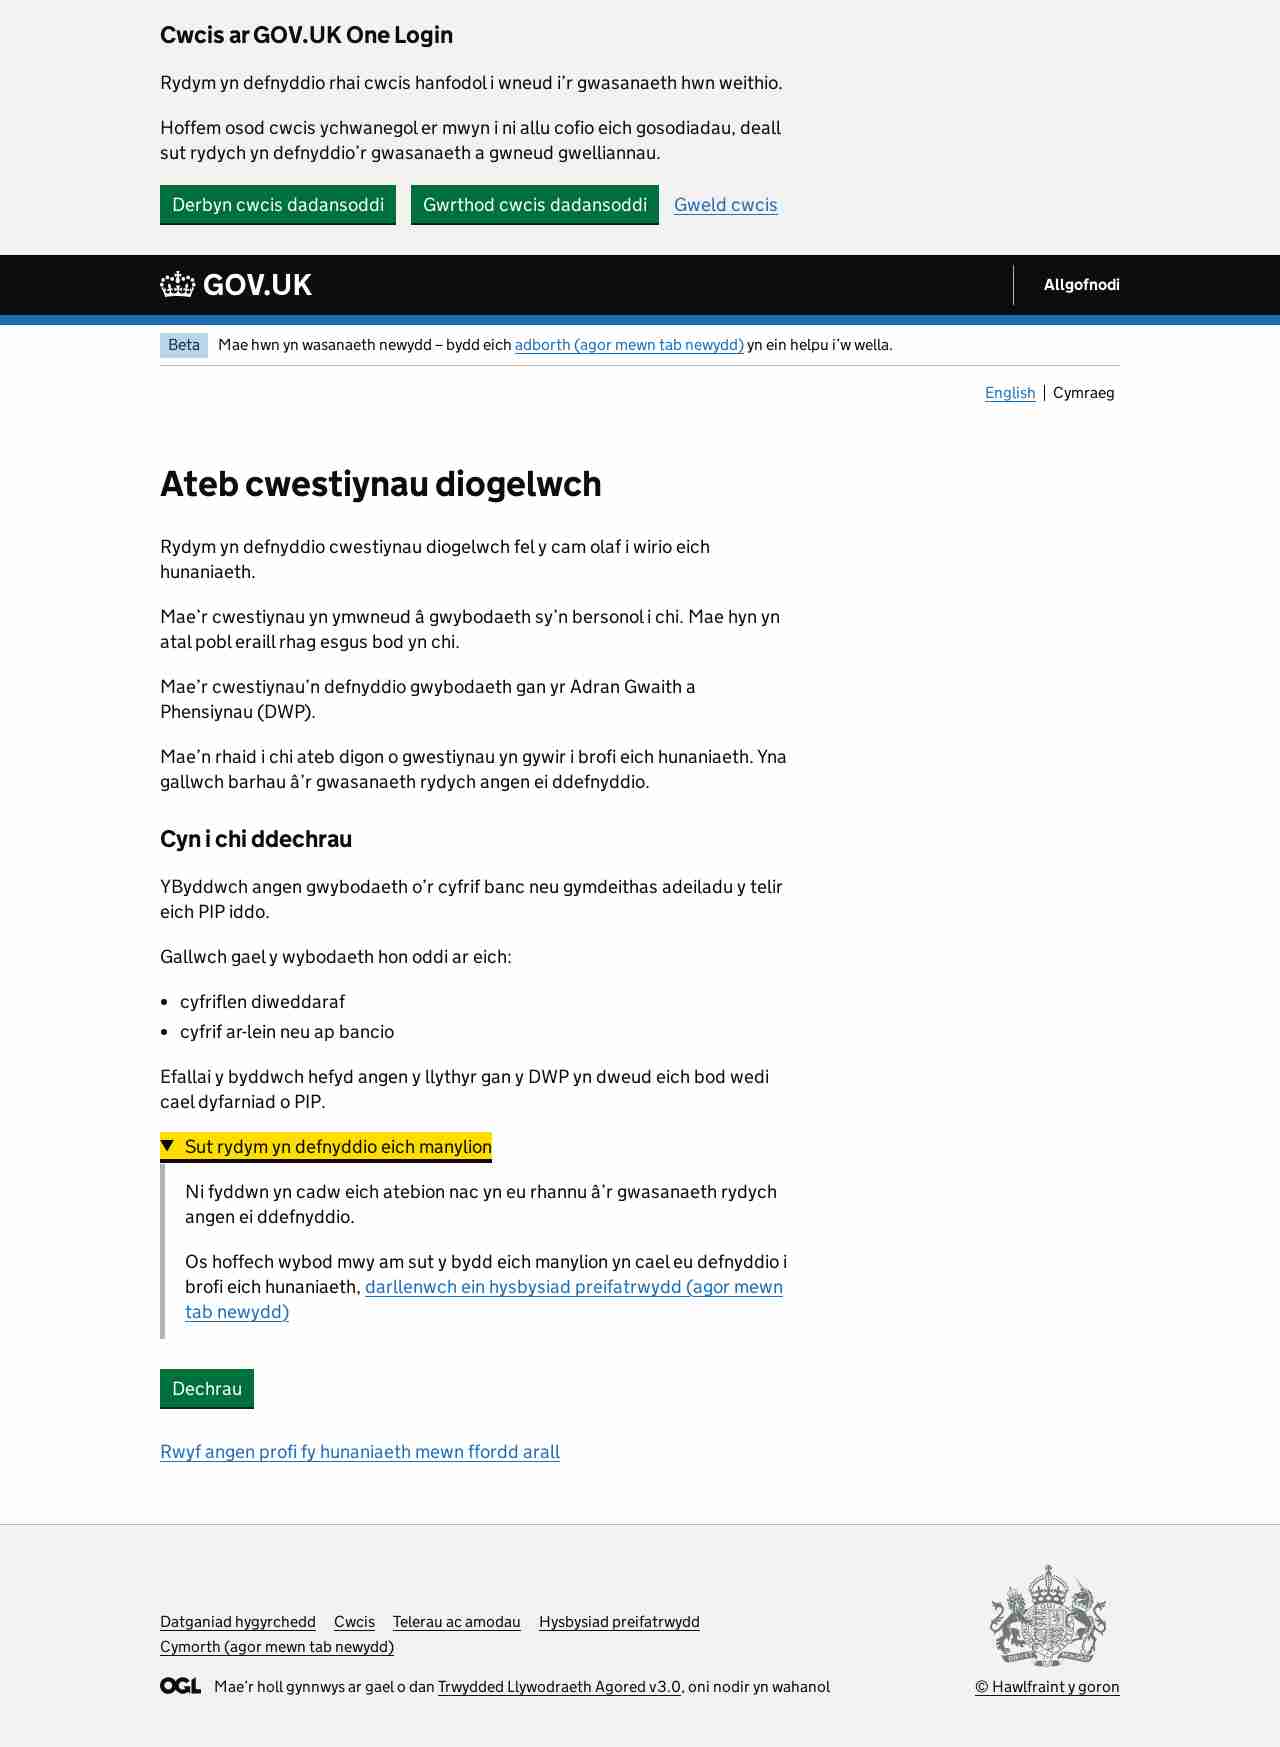 Cwcis ar GOV.UK One Login
Rydym yn defnyddio rhai cwcis hanfodol i wneud i’r gwasanaeth hwn weithio.
Hoffem osod cwcis ychwanegol er mwyn i ni allu cofio eich gosodiadau, deall
sut rydych yn defnyddio’r gwasanaeth a gwneud gwelliannau.
Derbyn cwcis dadansoddi Gwrthod cwcis dadansoddi Gweld cwcis
GOV.UK Allgofnodi
Beta Mae hwn yn wasanaeth newydd – bydd eich adborth (agor mewn tab newydd) yn ein helpu i’w wella.
English Cymraeg
Ateb cwestiynau diogelwch
Rydym yn defnyddio cwestiynau diogelwch fel y cam olaf i wirio eich
hunaniaeth.
Mae’r cwestiynau yn ymwneud â gwybodaeth sy’n bersonol i chi. Mae hyn yn
atal pobl eraill rhag esgus bod yn chi.
Mae’r cwestiynau’n defnyddio gwybodaeth gan yr Adran Gwaith a
Phensiynau (DWP).
Mae’n rhaid i chi ateb digon o gwestiynau yn gywir i brofi eich hunaniaeth. Yna
gallwch barhau â’r gwasanaeth rydych angen ei ddefnyddio.
Cyn i chi ddechrau
YByddwch angen gwybodaeth o’r cyfrif banc neu gymdeithas adeiladu y telir
eich PIP iddo.
Gallwch gael y wybodaeth hon oddi ar eich:
• cyfriflen diweddaraf
• cyfrif ar-lein neu ap bancio
Efallai y byddwch hefyd angen y llythyr gan y DWP yn dweud eich bod wedi
cael dyfarniad o PIP.
Sut rydym yn defnyddio eich manylion
Ni fyddwn yn cadw eich atebion nac yn eu rhannu â’r gwasanaeth rydych
angen ei ddefnyddio.
Os hoffech wybod mwy am sut y bydd eich manylion yn cael eu defnyddio i
brofi eich hunaniaeth, darllenwch ein hysbysiad preifatrwydd (agor mewn
tab newydd)
Dechrau
Rwyf angen profi fy hunaniaeth mewn ffordd arall
Datganiad hygyrchedd Cwcis Telerau ac amodau Hysbysiad preifatrwydd
Cymorth (agor mewn tab newydd)
OGL Mae’r holl gynnwys ar gael o dan Trwydded Llywodraeth Agored v3.0, oni nodir yn wahanol
© Hawlfraint y goron